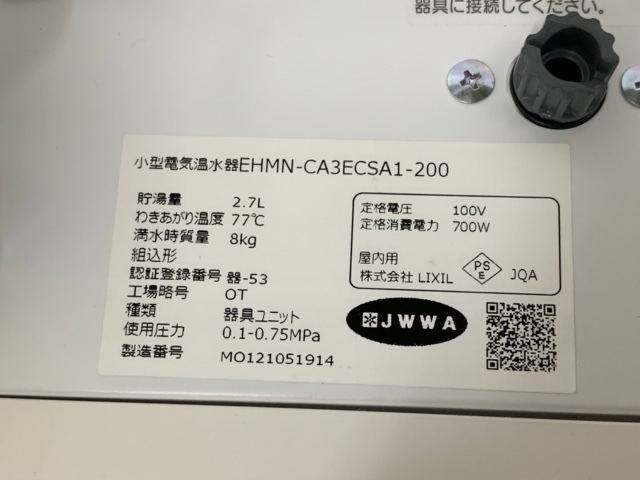 器具に接続してください。
小型電気温水器EHMN-CA3ECSA1-200
貯湯量 2.7L
わきあがり温度 77℃
満水時質量 8kg
組込形
認証登録番号 器-53
工場略号 OT
種類 器具ユニット
使用圧力 0.1-0.75MPa
製造番号 MO121051914
定格電圧 100V
定格消費電力 700W
屋内用
株式会社 LIXIL
PS
E
JQA
JWWA